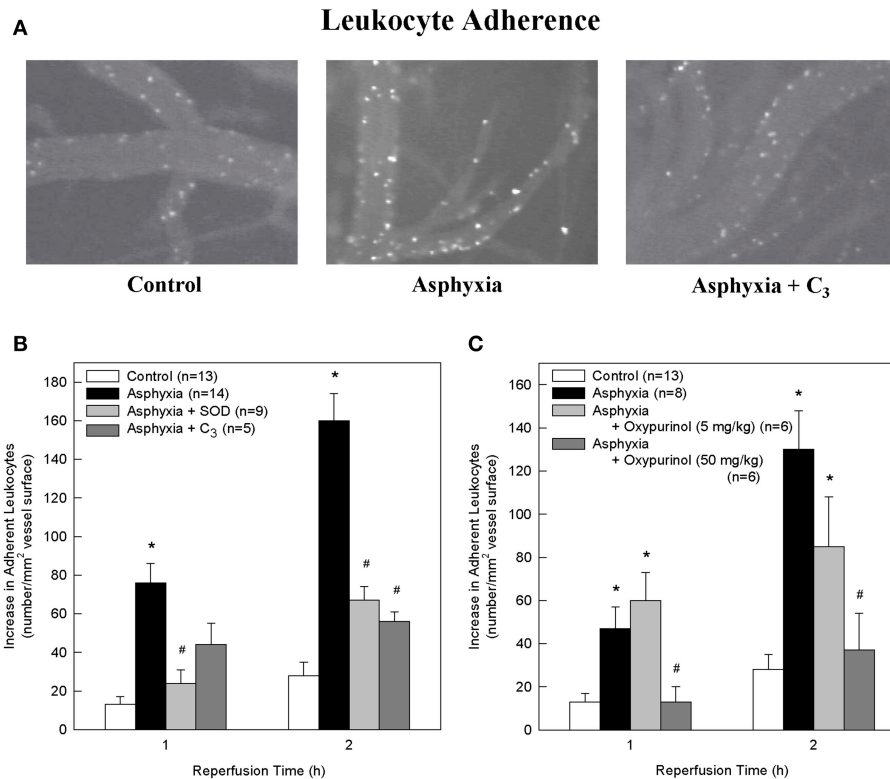 Leukocyte Adherence
A
Control
Asphyxia
Asphyxia + C3
B
Control (n=13)
Asphyxia (n=14)
Asphyxia + SOD (n=9)
Asphyxia + C3 (n=5)
Increase in Adherent Leukocytes
(number/mm2 vessel surface)
180
160
140
120
100
80
60
40
20
0
*
#
*
#
#
1
2
Reperfusion Time (h)
C
Control (n=13)
Asphyxia (n=8)
Asphyxia
+ Oxypurinol (5 mg/kg) (n=6)
Asphyxia
+ Oxypurinol (50 mg/kg)
(n=6)
Increase in Adherent Leukocytes
(number/mm2 vessel surface)
160
140
120
100
80
60
40
20
0
*
*
#
*
*
#
1
2
Reperfusion Time (h)